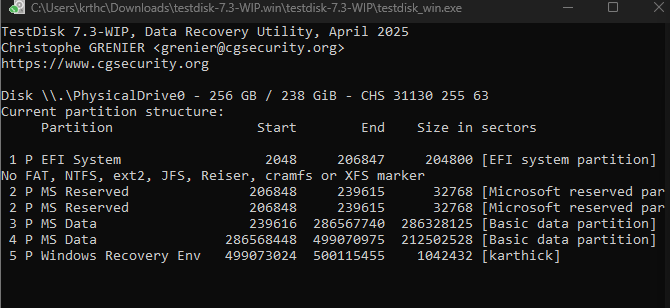 C:\Users\krthc\Downloads\testdisk-7.3-WIP.win\testdisk-7.3-WIP\testdisk_win.exe
TestDisk 7.3-WIP, Data Recovery Utility, April 2025
Christophe GRENIER <grenier@cgsecurity.org>
https://www.cgsecurity.org
Disk \\.\PhysicalDrive0 - 256 GB / 238 GiB - CHS 31130 255 63
Current partition structure:
Partition Start End Size in sectors
1 P EFI System 2048 206847 204800 [EFI system partition]
No FAT, NTFS, ext2, JFS, Reiser, cramfs or XFS marker
2 P MS Reserved 206848 239615 32768 [Microsoft reserved par
2 P MS Reserved 206848 239615 32768 [Microsoft reserved par
3 P MS Data 239616 286567740 286328125 [Basic data partition]
4 P MS Data 286568448 499070975 212502528 [Basic data partition]
5 P Windows Recovery Env 499073024 500115455 1042432 [karthick]